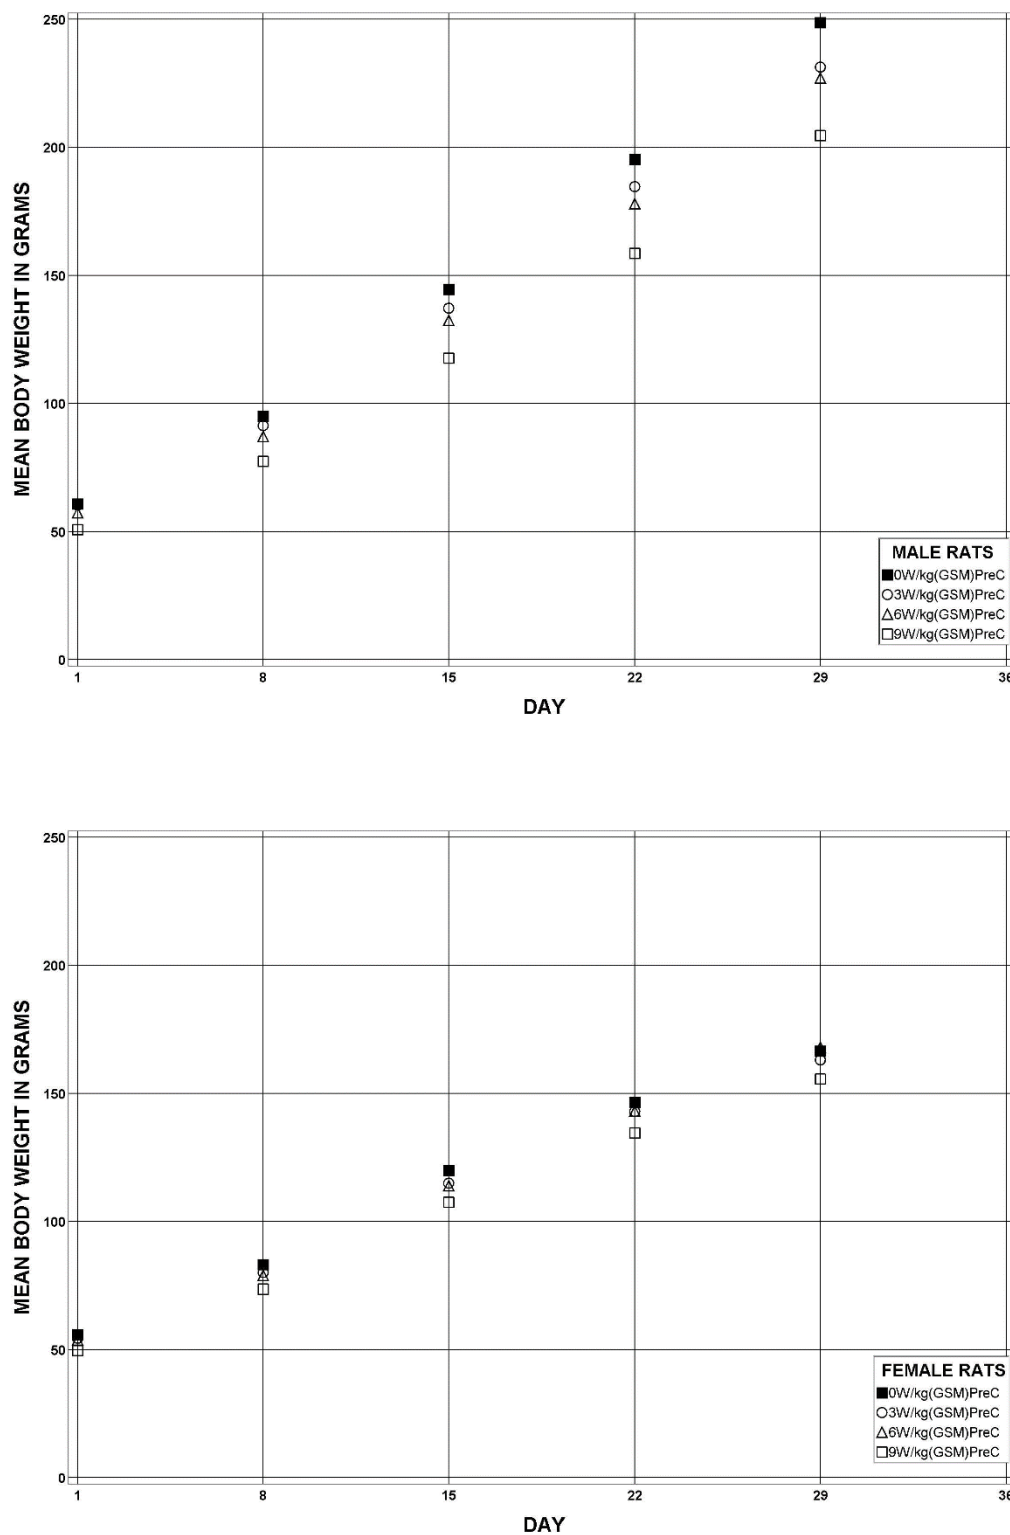 250
200
150
100
50
0
MEAN BODY WEIGHT IN GRAMS
MALE RATS
0W/kg(GSM)PreC
3W/kg(GSM)PreC
6W/kg(GSM)PreC
9W/kg(GSM)PreC
1 8 15 22 29 36
DAY
250
200
150
100
50
0
MEAN BODY WEIGHT IN GRAMS
FEMALE RATS
0W/kg(GSM)PreC
3W/kg(GSM)PreC
6W/kg(GSM)PreC
9W/kg(GSM)PreC
1 8 15 22 29 36
DAY